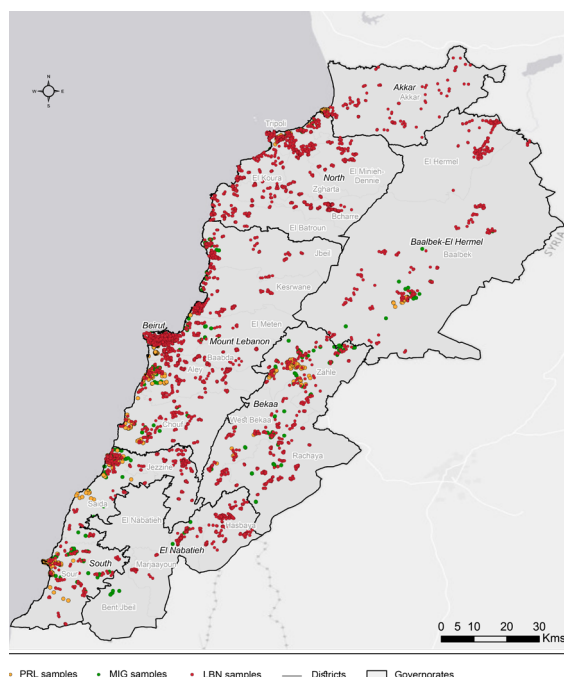 N
W E
S
Akkar
Akkar
Tripoli
El Hermel
El Koura
North
El Minieh-
Dennie
Zgharta
Bcharre
El Batroun
Baalbek-El Hermel
Baalbek
SYRIA
Jbeil
Kesrwane
El Meten
Beirut
Mount Lebanon
Baabda
Aley
Zahle
Chouf
Bekaa
West Bekaa
Rachaya
Jezzine
Saida
El Nabatieh
Hasbaya
El Nabatieh
South
Sour
Marjaayoun
Bent Jbeil
0 5 10 20 30
Kms
PRL samples MIG samples LBN samples Districts Governorates